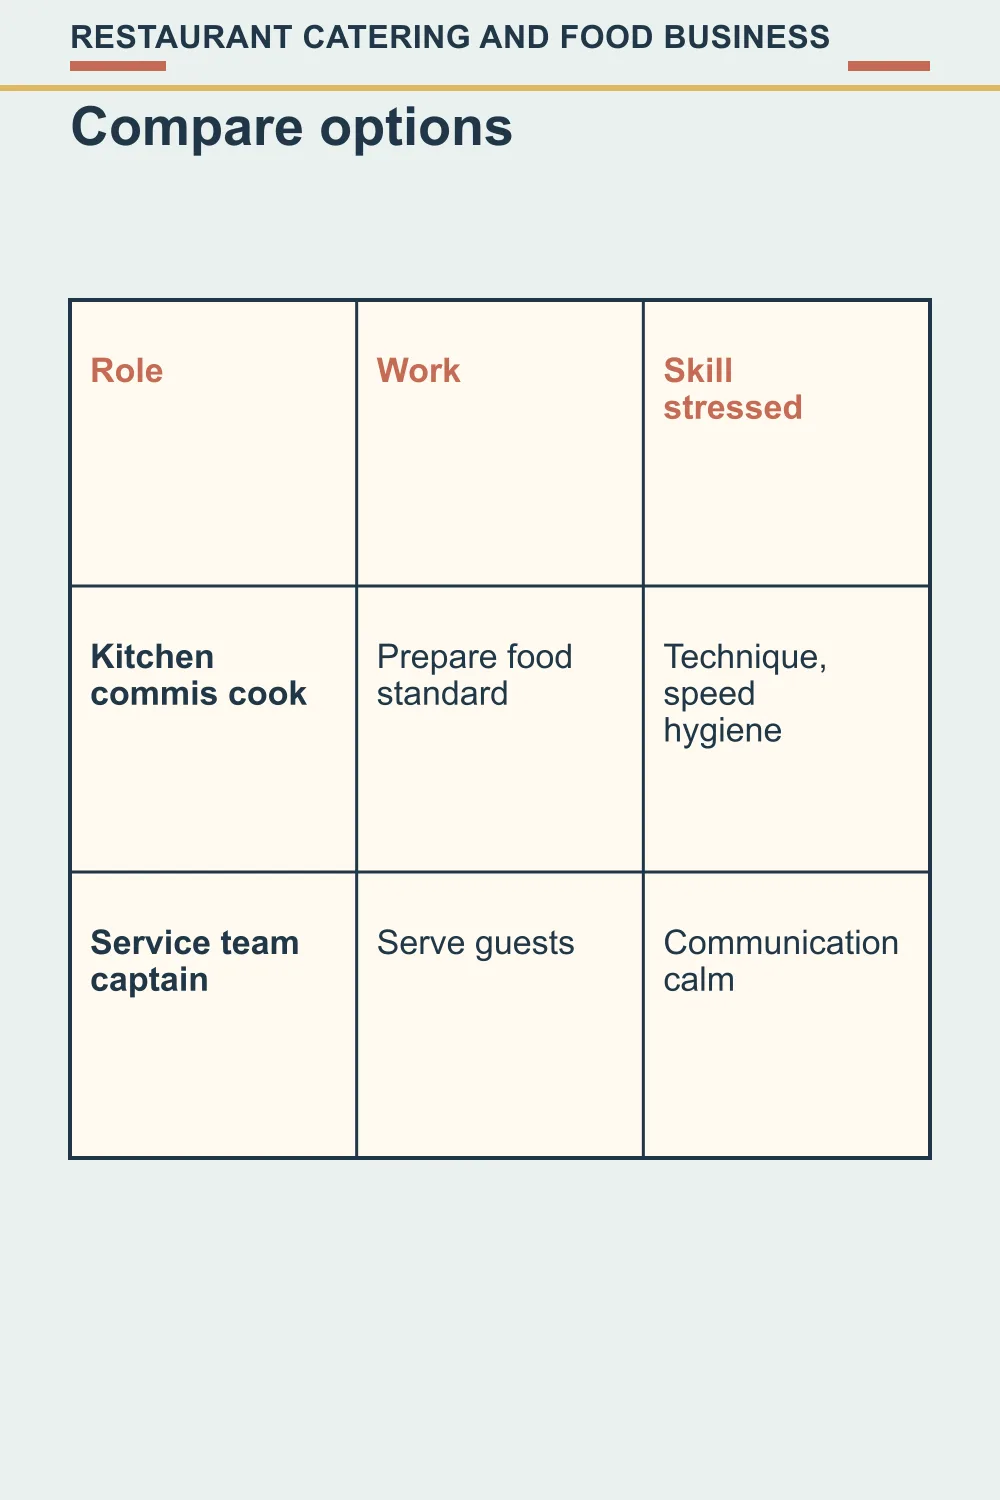 RESTAURANT CATERING AND FOOD BUSINESS
Compare options
Role
Work
Skill
stressed
Kitchen
commis cook
Prepare food
standard
Technique,
speed
hygiene
Service team
captain
Serve guests
Communication
calm